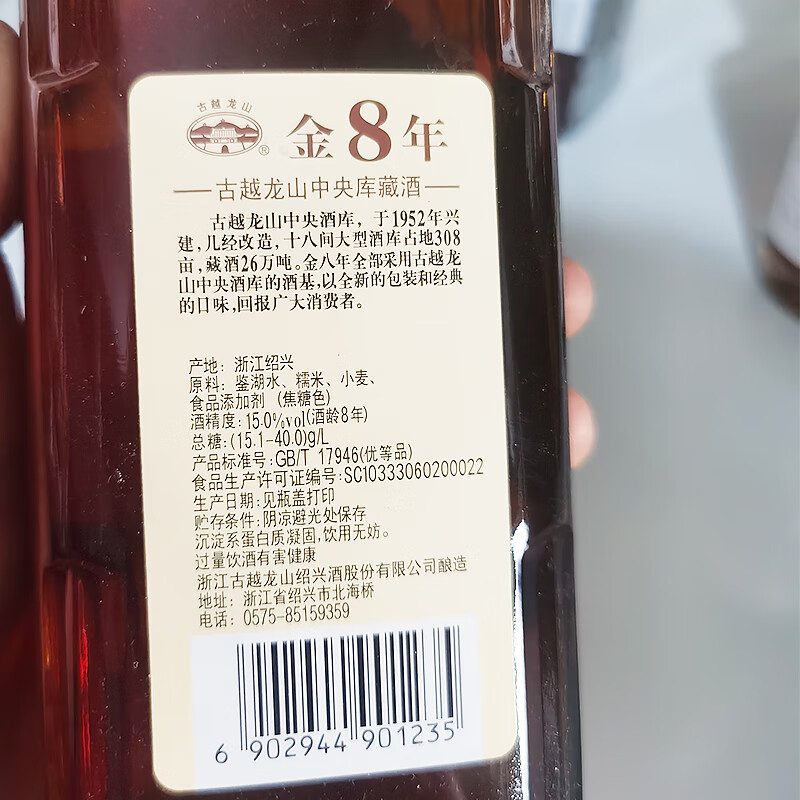 古越龙山
®
金8年
古越龙山中央库藏酒
古越龙山中央酒库，于1952年兴
建，几经改造，十八间大型酒库占地308
亩，藏酒26万吨。金八年全部采用古越龙
山中央酒库的酒基，以全新的包装和经典
的口味，回报广大消费者。
产地：浙江绍兴
原料：鉴湖水、糯米、小麦、
食品添加剂（焦糖色）
酒精度：15.0%vol(酒龄8年)
总糖：(15.1-40.0)g/L
产品标准号：GB/T 17946(优等品)
食品生产许可证编号：SC10333060200022
生产日期：见瓶盖打印
贮存条件：阴凉避光处保存
沉淀系蛋白质凝固，饮用无妨。
过量饮酒有害健康
浙江古越龙山绍兴酒股份有限公司酿造
地址：浙江省绍兴市北海桥
电话：0575-85159359
6 902944 901235